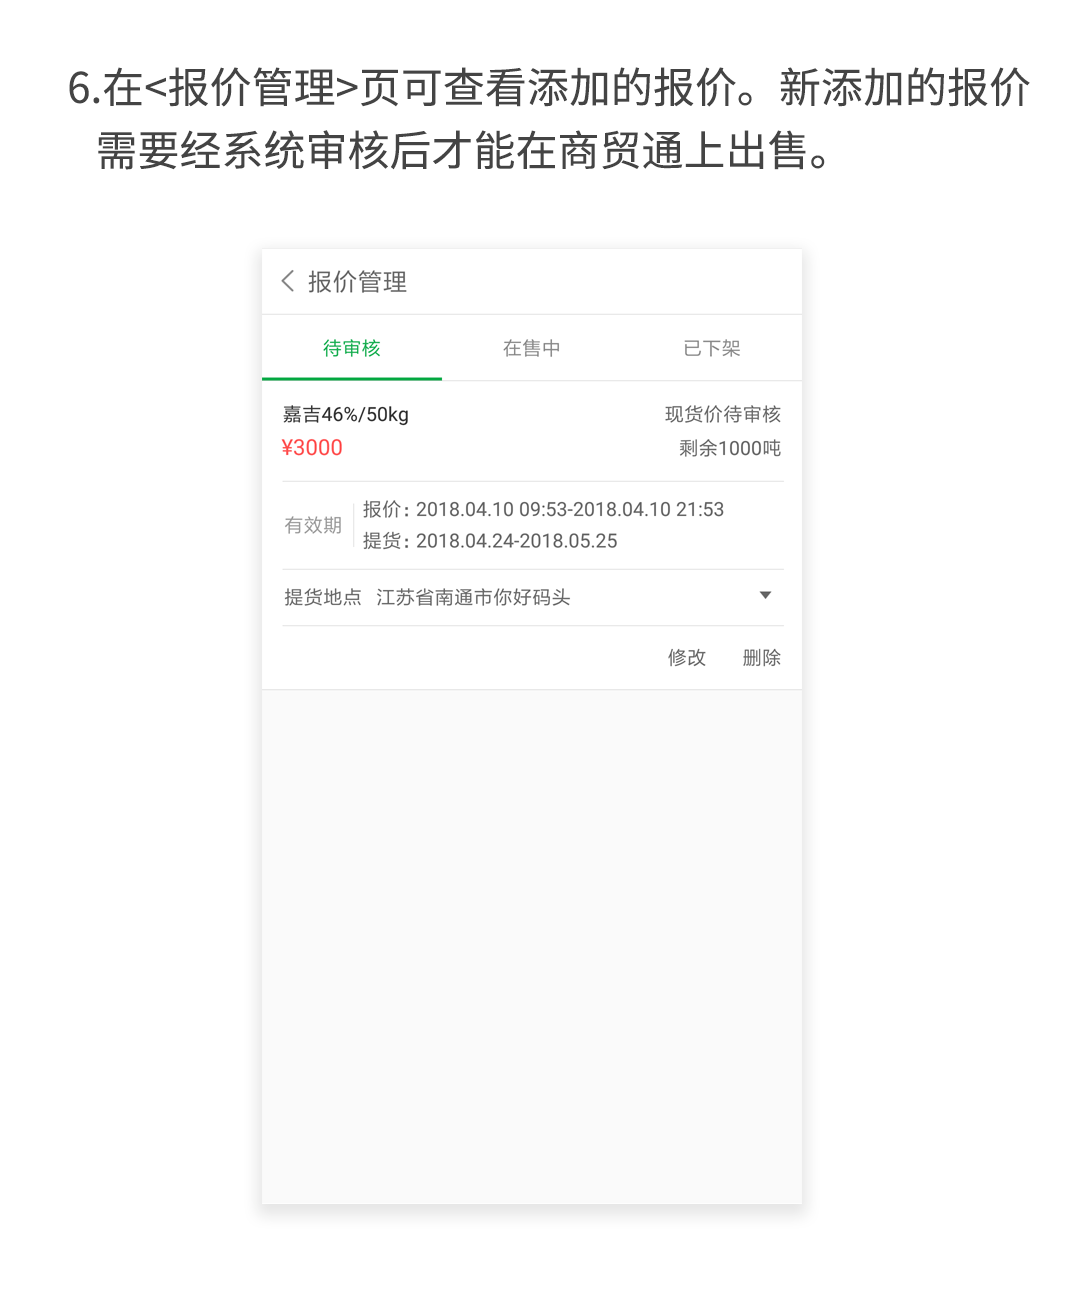 6.在<报价管理>页可查看添加的报价。新添加的报价
需要经系统审核后才能在商贸通上出售。
报价管理
待审核 在售中 已下架
嘉吉46%/50kg 现货价待审核
¥3000 剩余1000吨
有效期
报价: 2018.04.10 09:53-2018.04.10 21:53
提货: 2018.04.24-2018.05.25
提货地点 江苏省南通市你好码头
修改 删除